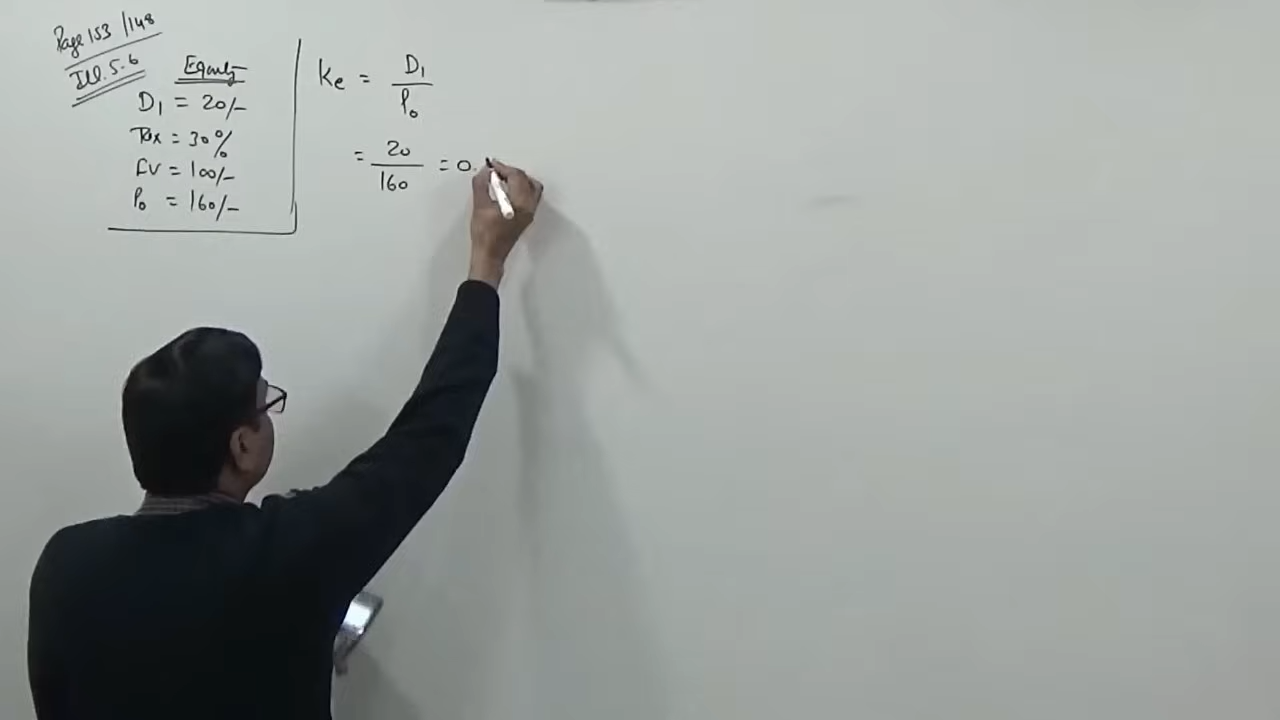 Page 153/148
Ill. 5.6
Equity
D1 = 20/-
Tax = 30%
FV = 100/-
P0 = 160/-
Ke = D1 / P0
= 20 / 160 = 0.